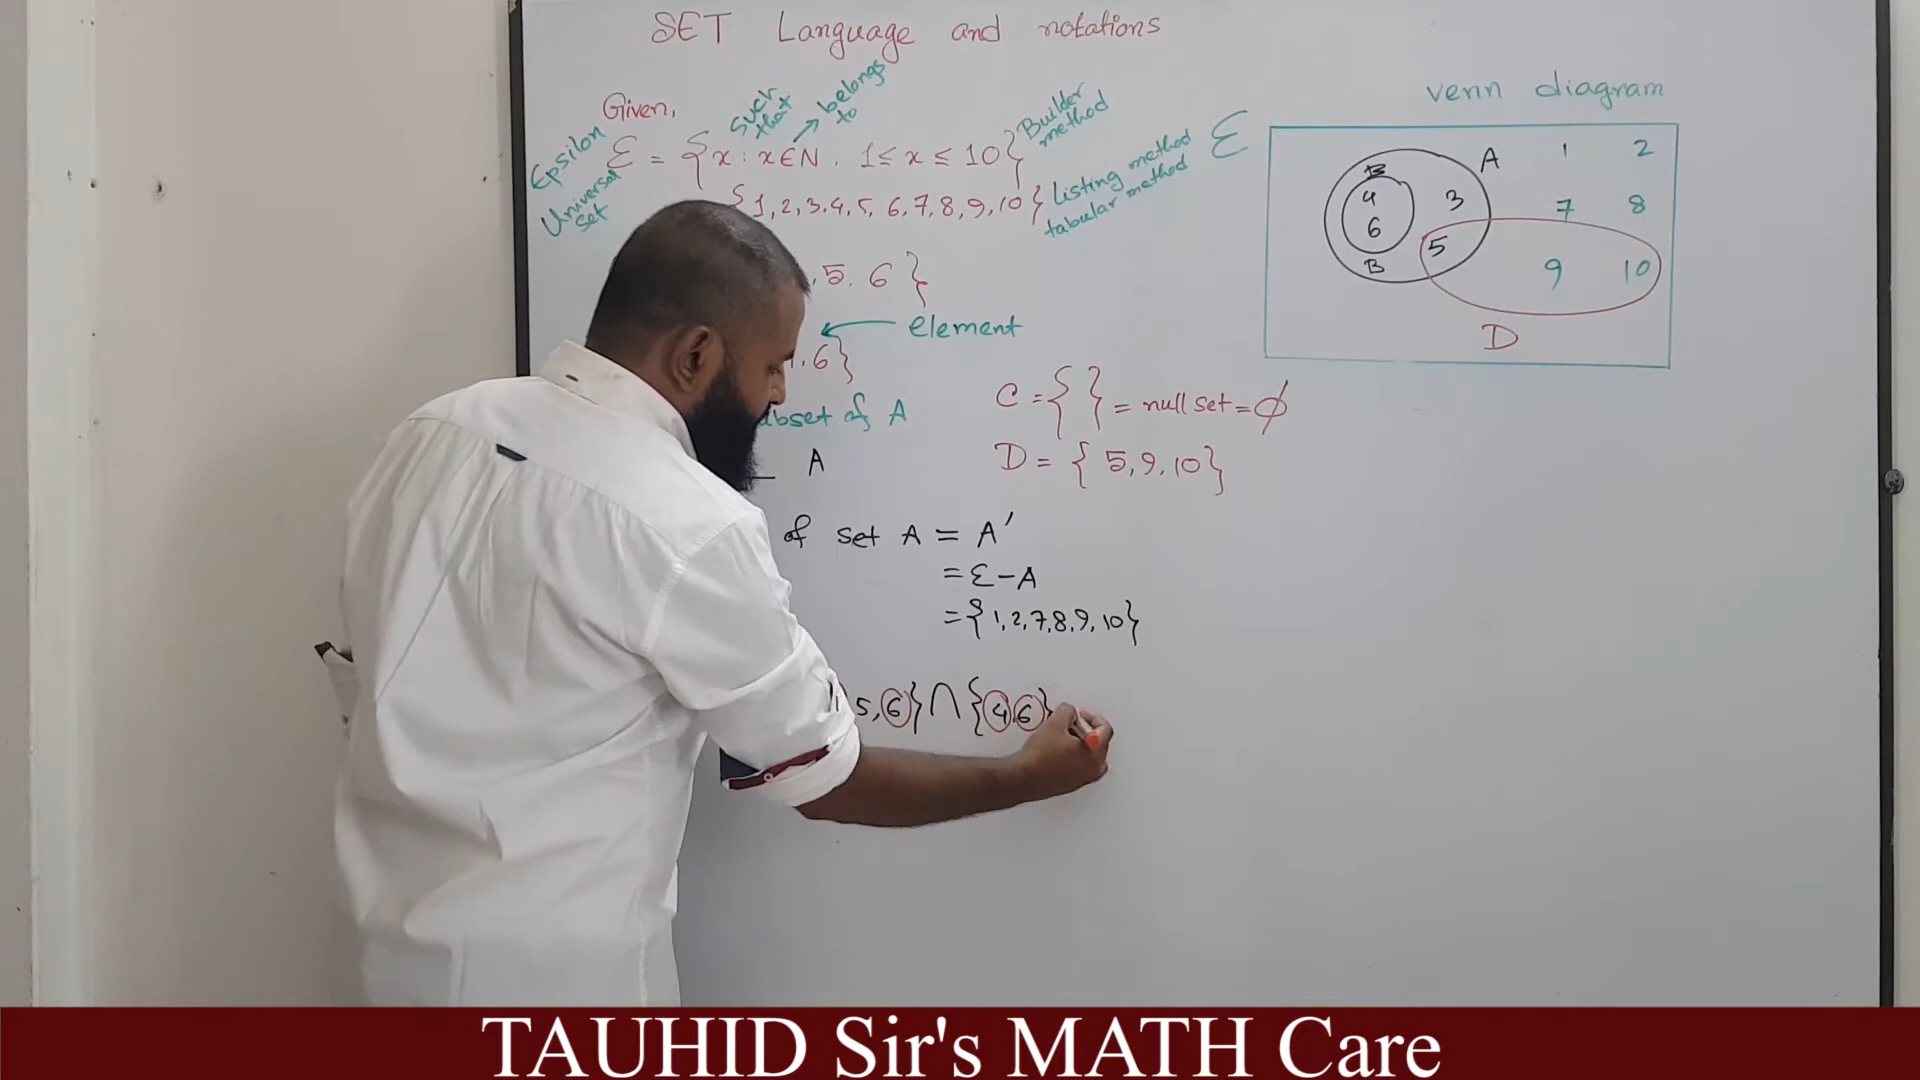 SET Language and notations
Given,
Such that
belongs to
Builder method
Epsilon
Universal set
ℰ = {x : x∈N, 1 ≤ x ≤ 10}
{1, 2, 3, 4, 5, 6, 7, 8, 9, 10}
Listing method
tabular method
, 5. 6 }
element
, 6}
bset of A
A
C = { } = null set = ϕ
D = { 5, 9, 10}
of set A = A′
= ℰ - A
= {1, 2, 7, 8, 9, 10}
5, 6} ∩ {4, 6}
venn diagram
ℰ
A
1 2
B
4 3
7 8
6
5
B
9 10
D
TAUHID Sir's MATH Care